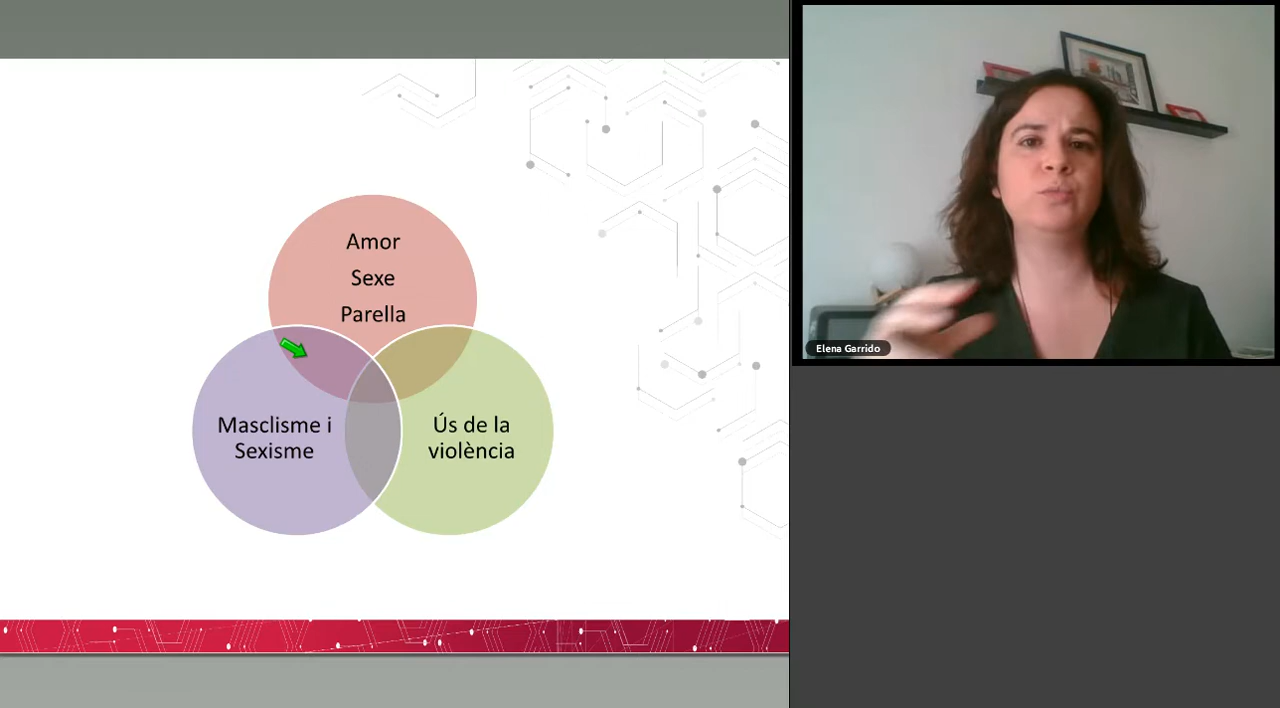 Amor
Sexe
Parella
Masclisme i
Sexisme
Ús de la
violència
Elena Garrido